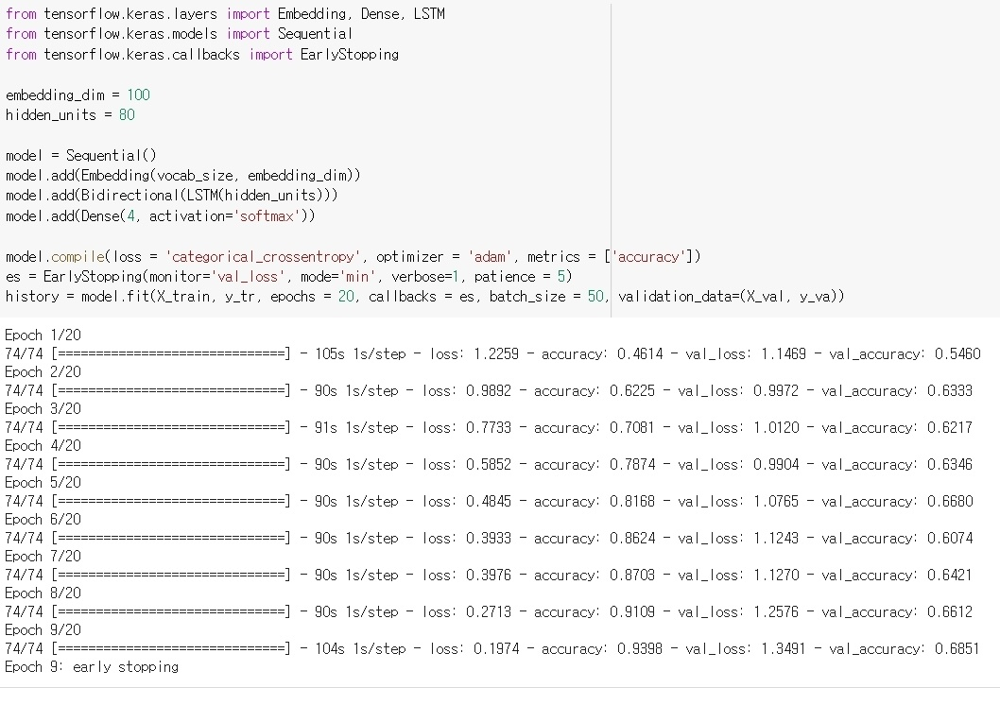 from tensorflow.keras.layers import Embedding, Dense, LSTM
from tensorflow.keras.models import Sequential
from tensorflow.keras.callbacks import EarlyStopping
embedding_dim = 100
hidden_units = 80
model = Sequential()
model.add(Embedding(vocab_size, embedding_dim))
model.add(Bidirectional(LSTM(hidden_units)))
model.add(Dense(4, activation='softmax'))
model.compile(loss = 'categorical_crossentropy', optimizer = 'adam', metrics = ['accuracy'])
es = EarlyStopping(monitor='val_loss', mode='min', verbose=1, patience = 5)
history = model.fit(X_train, y_tr, epochs = 20, callbacks = es, batch_size = 50, validation_data=(X_val, y_va))
Epoch 1/20
74/74 [==============================] - 105s 1s/step - loss: 1.2259 - accuracy: 0.4614 - val_loss: 1.1469 - val_accuracy: 0.5460
Epoch 2/20
74/74 [==============================] - 90s 1s/step - loss: 0.9892 - accuracy: 0.6225 - val_loss: 0.9972 - val_accuracy: 0.6333
Epoch 3/20
74/74 [==============================] - 91s 1s/step - loss: 0.7733 - accuracy: 0.7081 - val_loss: 1.0120 - val_accuracy: 0.6217
Epoch 4/20
74/74 [==============================] - 90s 1s/step - loss: 0.5852 - accuracy: 0.7874 - val_loss: 0.9904 - val_accuracy: 0.6346
Epoch 5/20
74/74 [==============================] - 90s 1s/step - loss: 0.4845 - accuracy: 0.8168 - val_loss: 1.0765 - val_accuracy: 0.6680
Epoch 6/20
74/74 [==============================] - 90s 1s/step - loss: 0.3933 - accuracy: 0.8624 - val_loss: 1.1243 - val_accuracy: 0.6074
Epoch 7/20
74/74 [==============================] - 90s 1s/step - loss: 0.3976 - accuracy: 0.8703 - val_loss: 1.1270 - val_accuracy: 0.6421
Epoch 8/20
74/74 [==============================] - 90s 1s/step - loss: 0.2713 - accuracy: 0.9109 - val_loss: 1.2576 - val_accuracy: 0.6612
Epoch 9/20
74/74 [==============================] - 104s 1s/step - loss: 0.1974 - accuracy: 0.9398 - val_loss: 1.3491 - val_accuracy: 0.6851
Epoch 9: early stopping